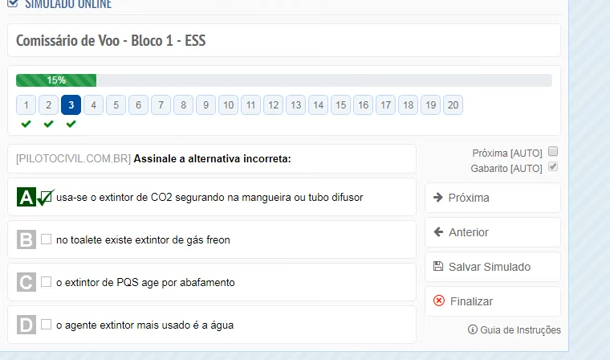 SIMULADO ONLINE
Comissário de Voo - Bloco 1 - ESS
15%
1 2 3 4 5 6 7 8 9 10 11 12 13 14 15 16 17 18 19 20
[PILOTOCIVIL.COM.BR] Assinale a alternativa incorreta:
Próxima [AUTO]
Gabarito [AUTO]
A usa-se o extintor de CO2 segurando na mangueira ou tubo difusor
B no toalete existe extintor de gás freon
C o extintor de PQS age por abafamento
D o agente extintor mais usado é a água
Próxima
Anterior
Salvar Simulado
Finalizar
Guia de Instruções